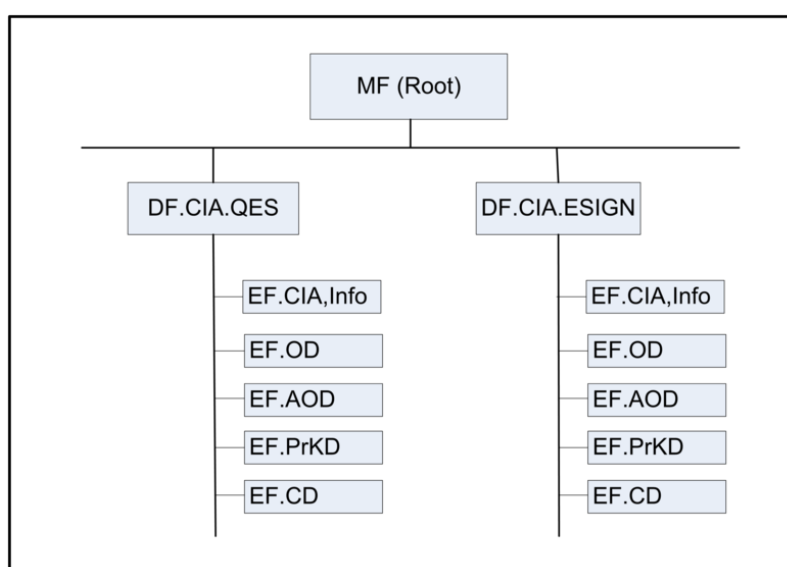 MF (Root)
DF.CIA.QES
DF.CIA.ESIGN
EF.CIA,Info
EF.OD
EF.AOD
EF.PrKD
EF.CD
EF.CIA,Info
EF.OD
EF.AOD
EF.PrKD
EF.CD